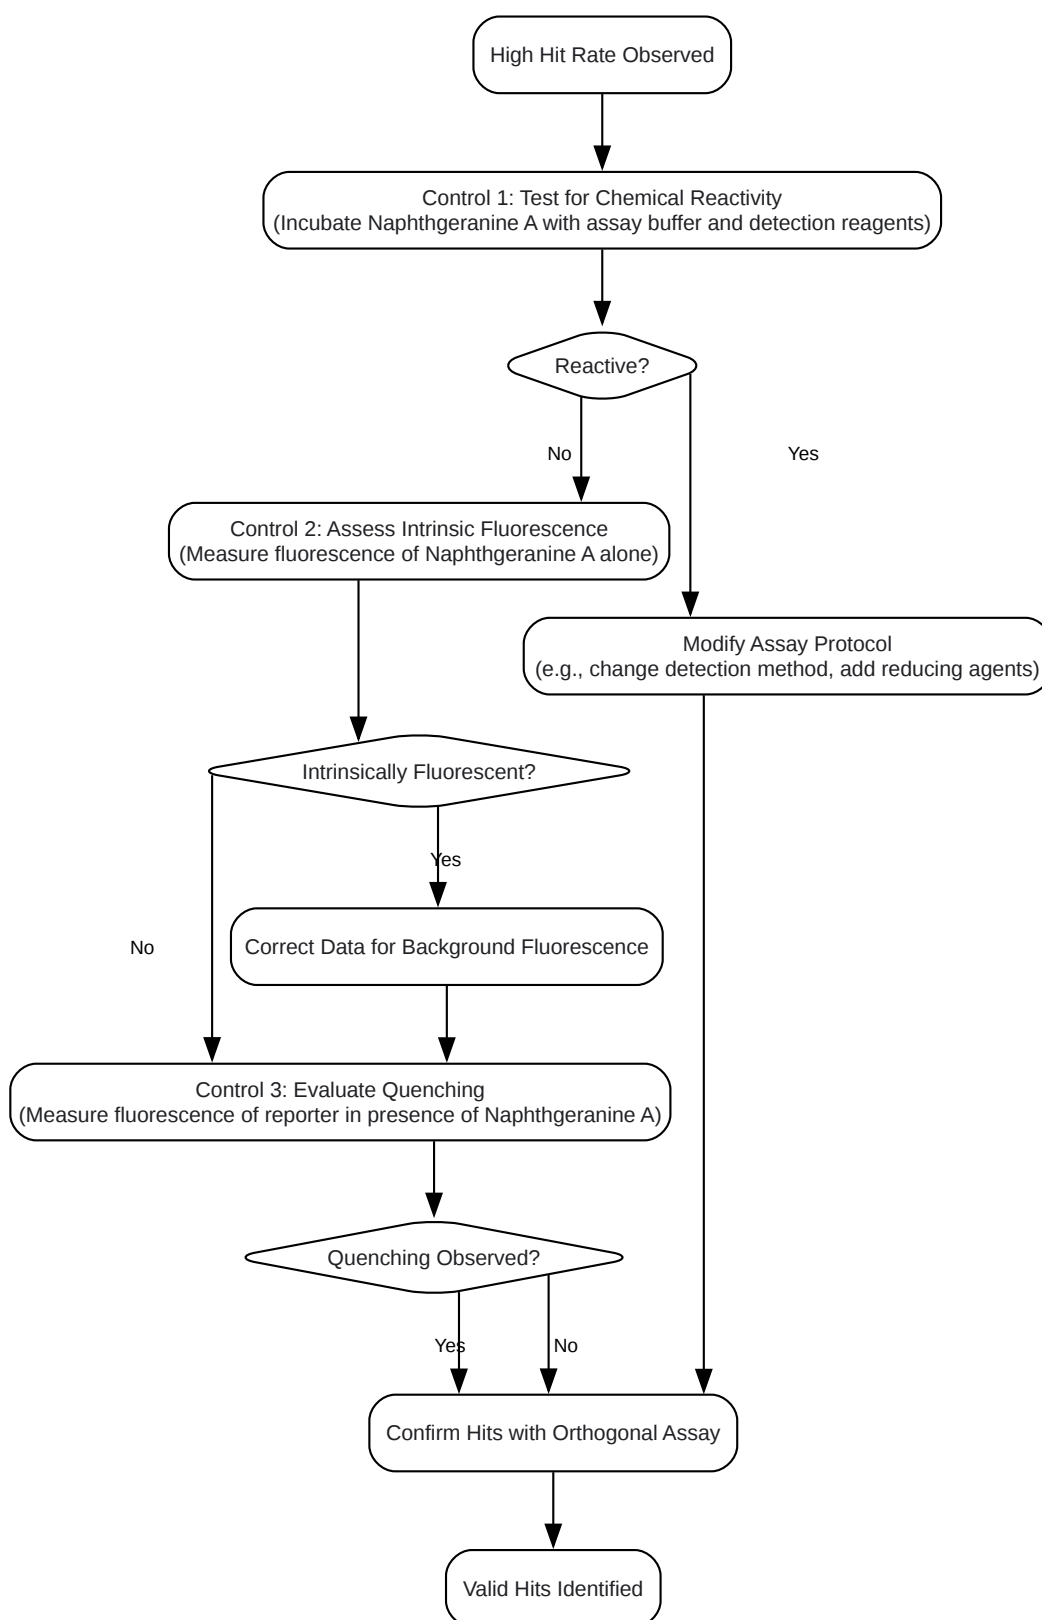 High Hit Rate Observed
Control 1: Test for Chemical Reactivity
(Incubate Naphthgeranine A with assay buffer and detection reagents)
Reactive?
No
Yes
Control 2: Assess Intrinsic Fluorescence
(Measure fluorescence of Naphthgeranine A alone)
Modify Assay Protocol
(e.g., change detection method, add reducing agents)
Intrinsically Fluorescent?
Yes
No
Correct Data for Background Fluorescence
Control 3: Evaluate Quenching
(Measure fluorescence of reporter in presence of Naphthgeranine A)
Quenching Observed?
Yes
No
Confirm Hits with Orthogonal Assay
Valid Hits Identified